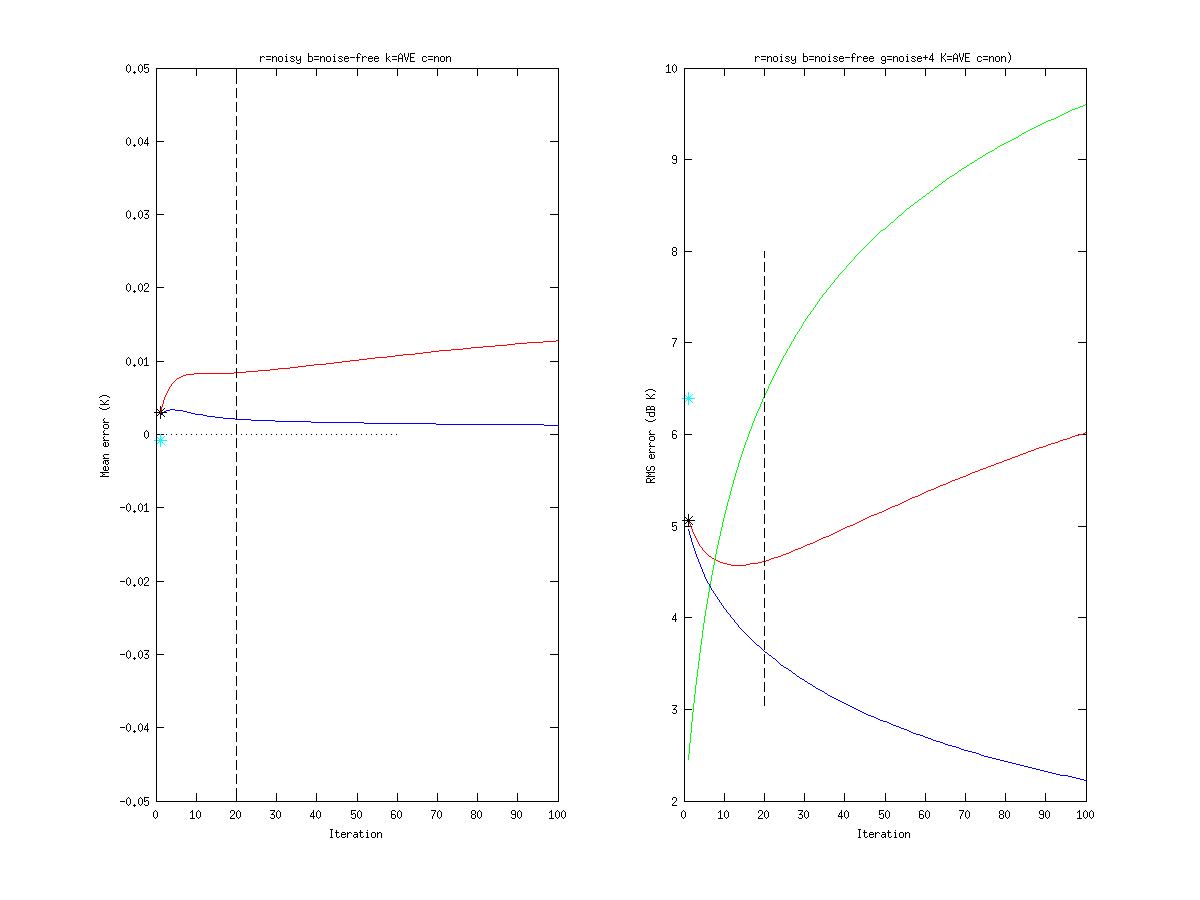 r=noisy b=noise-free k=AVE c=non
0.05
0.04
0.03
0.02
0.01
0
-0.01
-0.02
-0.03
-0.04
-0.05
Mean error (K)
0 10 20 30 40 50 60 70 80 90 100
Iteration
r=noisy b=noise-free g=noise+4 K=AVE c=non)
10
9
8
7
6
5
4
3
2
RMS error (dB K)
0 10 20 30 40 50 60 70 80 90 100
Iteration